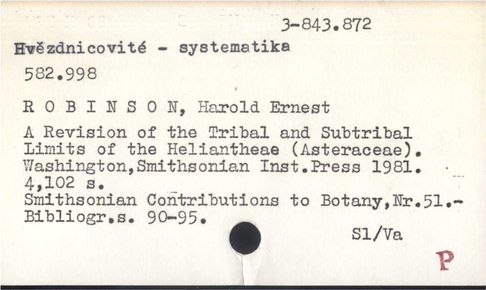 3-843.872
Hvězdnicovité - systematika
582.998
R O B I N S O N, Harold Ernest
A Revision of the Tribal and Subtribal
Limits of the Heliantheae (Asteraceae).
Washington,Smithsonian Inst.Press 1981.
4,102 s.
Smithsonian Contributions to Botany,Nr.51.-
Bibliogr.s. 90-95.
Sl/Va
P